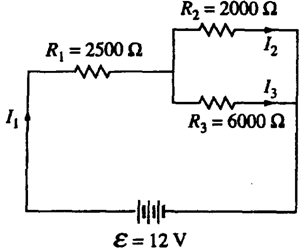 R₂ = 2000 Ω
I₂
R₁ = 2500 Ω
I₃
R₃ = 6000 Ω
I₁
ℰ = 12 V